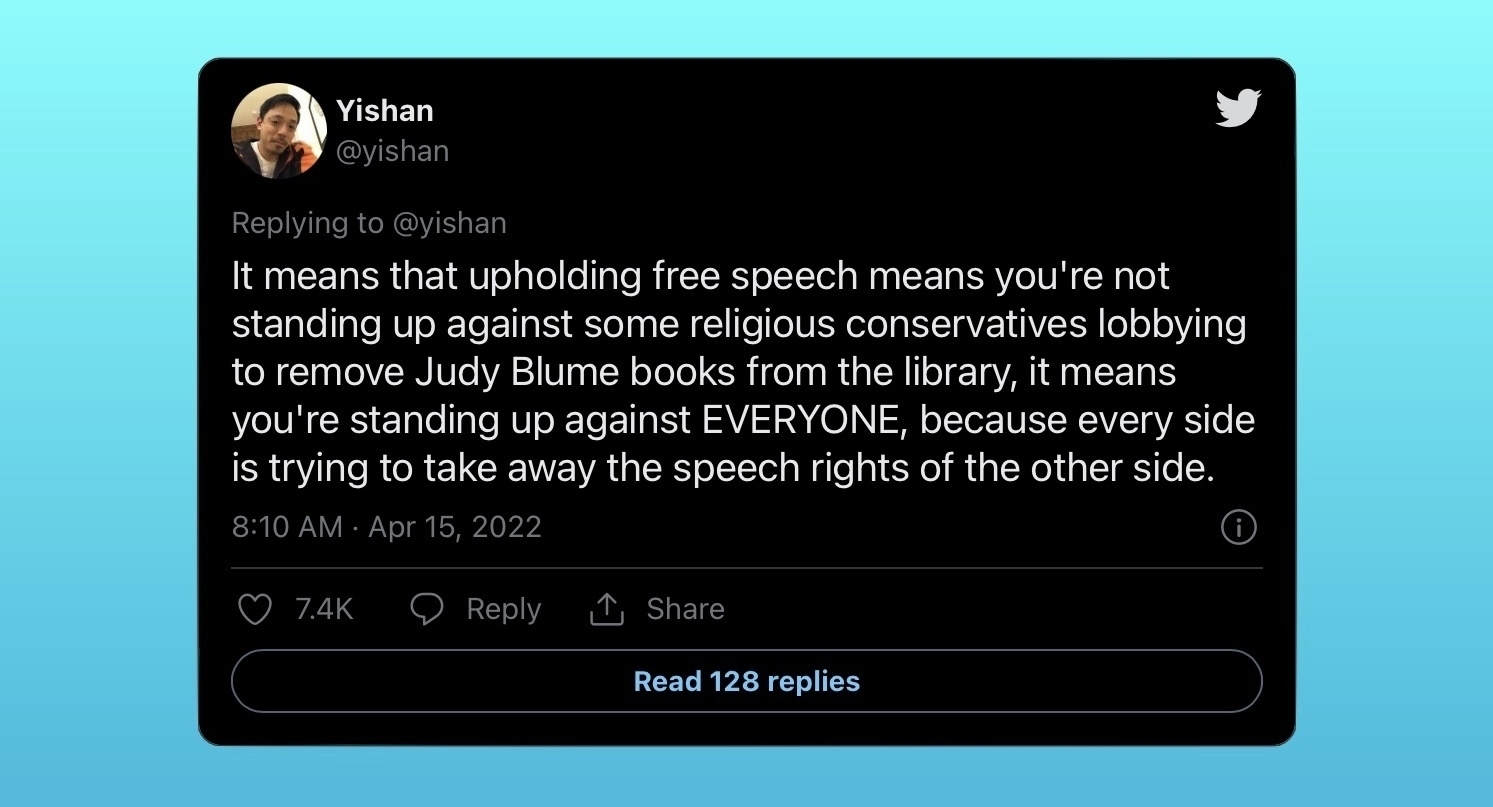 Yishan
@yishan
Replying to @yishan
It means that upholding free speech means you're not
standing up against some religious conservatives lobbying
to remove Judy Blume books from the library, it means
you're standing up against EVERYONE, because every side
is trying to take away the speech rights of the other side.
8:10 AM · Apr 15, 2022
7.4K Reply Share
Read 128 replies